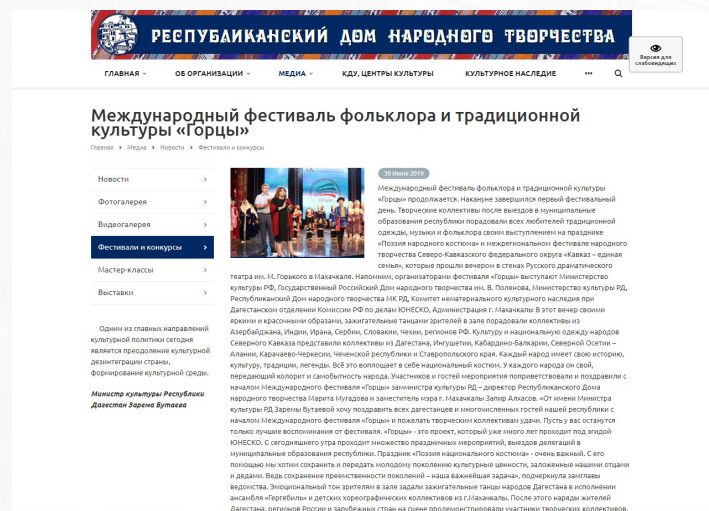 РЕСПУБЛИКАНСКИЙ ДОМ НАРОДНОГО ТВОРЧЕСТВА
Версия для
слабовидящих
ГЛАВНАЯ ОБ ОРГАНИЗАЦИИ МЕДИА КДУ, ЦЕНТРЫ КУЛЬТУРЫ КУЛЬТУРНОЕ НАСЛЕДИЕ •••
Международный фестиваль фольклора и традиционной
культуры «Горцы»
Главная > Медиа > Новости > Фестивали и конкурсы
Новости
Фотогалерея
Видеогалерея
Фестивали и конкурсы
Мастер-классы
Выставки
Одним из главных направлений
культурной политики сегодня
является преодоление культурной
дезинтеграции страны,
формирование культурной среды.
Министр культуры Республики
Дагестан Зарема Бутаева
30 Июня 2019
Международный фестиваль фольклора и традиционной культуры
«Горцы» продолжается. Накануне завершился первый фестивальный
день. Творческие коллективы после выездов в муниципальные
образования республики порадовали всех любителей традиционной
одежды, музыки и фольклора своим выступлением на празднике
«Поэзия народного костюма» и межрегиональном фестивале народного
творчества Северо-Кавказского федерального округа «Кавказ – единая
семья», которые прошли вечером в стенах Русского драматического
театра им. М. Горького в Махачкале. Напомним, организаторами фестиваля «Горцы» выступают Министерство
культуры РФ, Государственный Российский Дом народного творчества им. В. Поленова, Министерство культуры РД,
Республиканский Дом народного творчества МК РД, Комитет нематериального культурного наследия при
Дагестанском отделении Комиссии РФ по делам ЮНЕСКО, Администрация г. Махачкалы В этот вечер своими
яркими и красочными образами, зажигательные танцами зрителей в зале порадовали коллективы из
Азербайджана, Индии, Ирана, Сербии, Словакии, Чехии, регионов РФ. Культуру и национальную одежду народов
Северного Кавказа представили коллективы из Дагестана, Ингушетии, Кабардино-Балкарии, Северной Осетии –
Алании, Карачаево-Черкесии, Чеченской республики и Ставропольского края. Каждый народ имеет свою историю,
культуру, традиции, легенды. Всё это воплощает в себе национальный костюм. У каждого народа он свой,
передающий колорит и самобытность народа. Участников и гостей мероприятия поприветствовали и поздравили с
началом Международного фестиваля «Горцы» замминистра культуры РД – директор Республиканского Дома
народного творчества Марита Мугадова и заместитель мэра г. Махачкалы Запир Алхасов. «От имени Министра
культуры РД Заремы Бутаевой хочу поздравить всех дагестанцев и многочисленных гостей нашей республики с
началом Международного фестиваля «Горцы» и пожелать творческим коллективам удачи. Пусть у вас останутся
только лучшие воспоминания от фестиваля. «Горцы» - это проект, который уже много лет проходит под эгидой
ЮНЕСКО. С сегодняшнего утра проходит множество праздничных мероприятий, выездов делегаций в
муниципальные образования республики. Праздник «Поэзия национального костюма» - очень важный. С его
помощью мы хотим сохранить и передать молодому поколению культурные ценности, заложенные нашими отцами
и дедами. Ведь сохранение преемственности поколений – наша важнейшая задача», подчеркнула замглавы
ведомства. Эмоциональный тон зрителям в зале задали зажигательные танцы народов Дагестана в исполнении
ансамбля «Гергебиль» и детских хореографических коллективов из г.Махачкалы. После этого наряды жителей
Дагестана, регионов России и зарубежных стран на сцене продемонстрировали участники творческих коллективов.